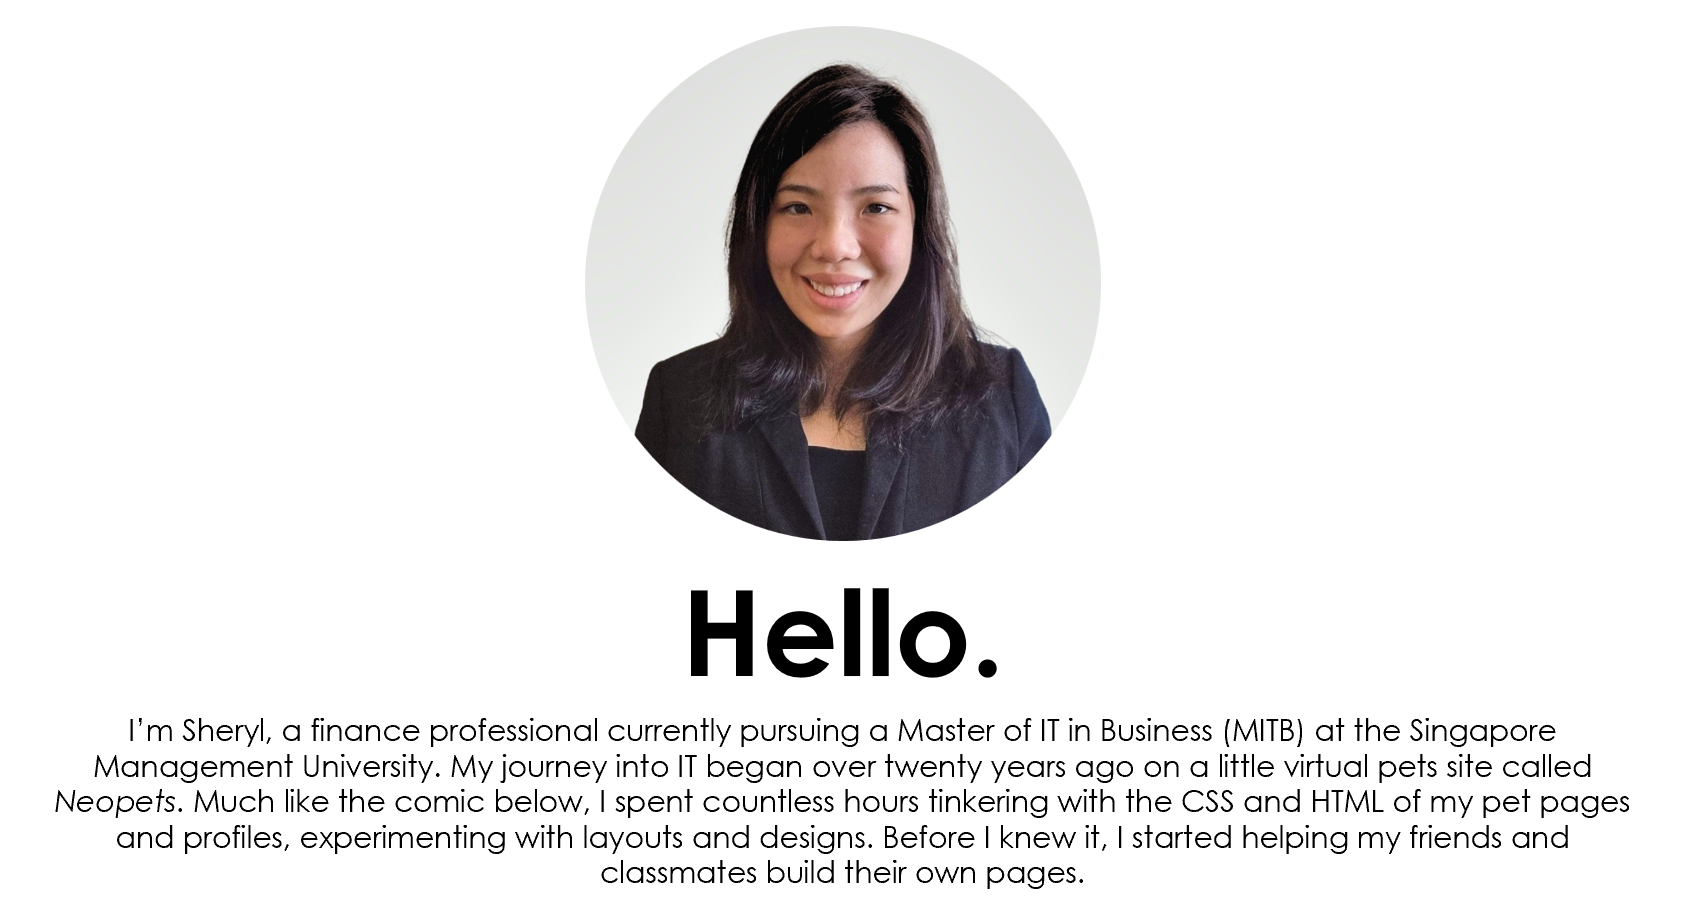 Hello.
I’m Sheryl, a finance professional currently pursuing a Master of IT in Business (MITB) at the Singapore
Management University. My journey into IT began over twenty years ago on a little virtual pets site called
Neopets. Much like the comic below, I spent countless hours tinkering with the CSS and HTML of my pet pages
and profiles, experimenting with layouts and designs. Before I knew it, I started helping my friends and
classmates build their own pages.